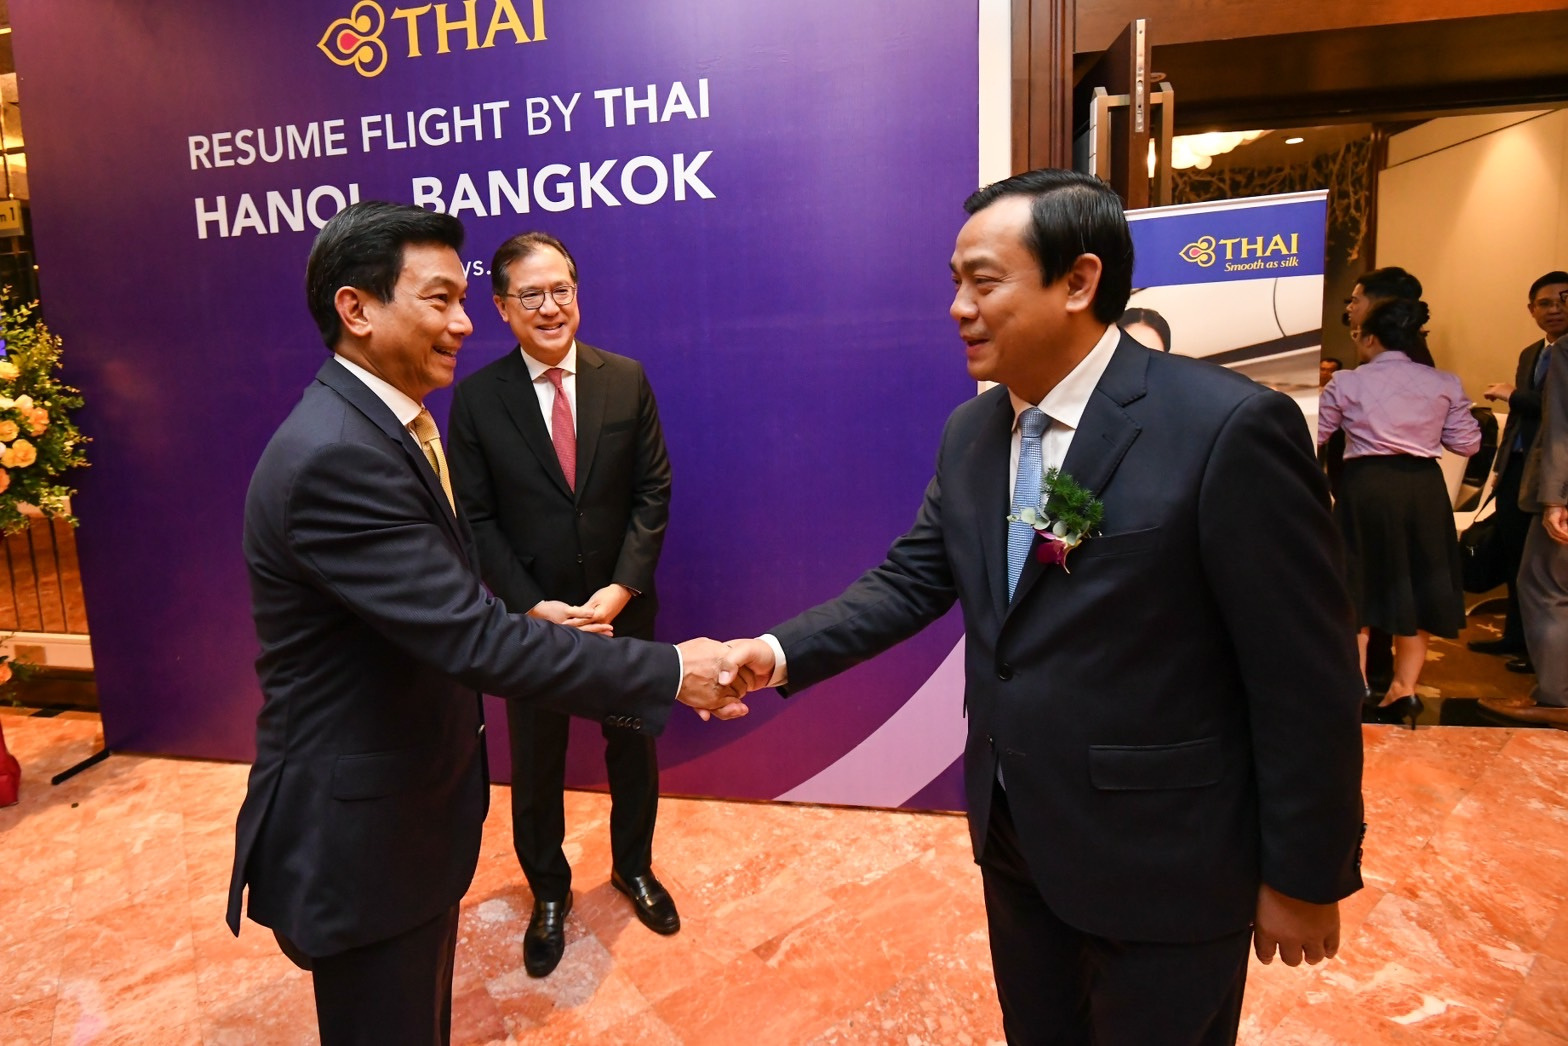 THAI
RESUME FLIGHT BY THAI
HANOI - BANGKOK
THAI
Smooth as silk